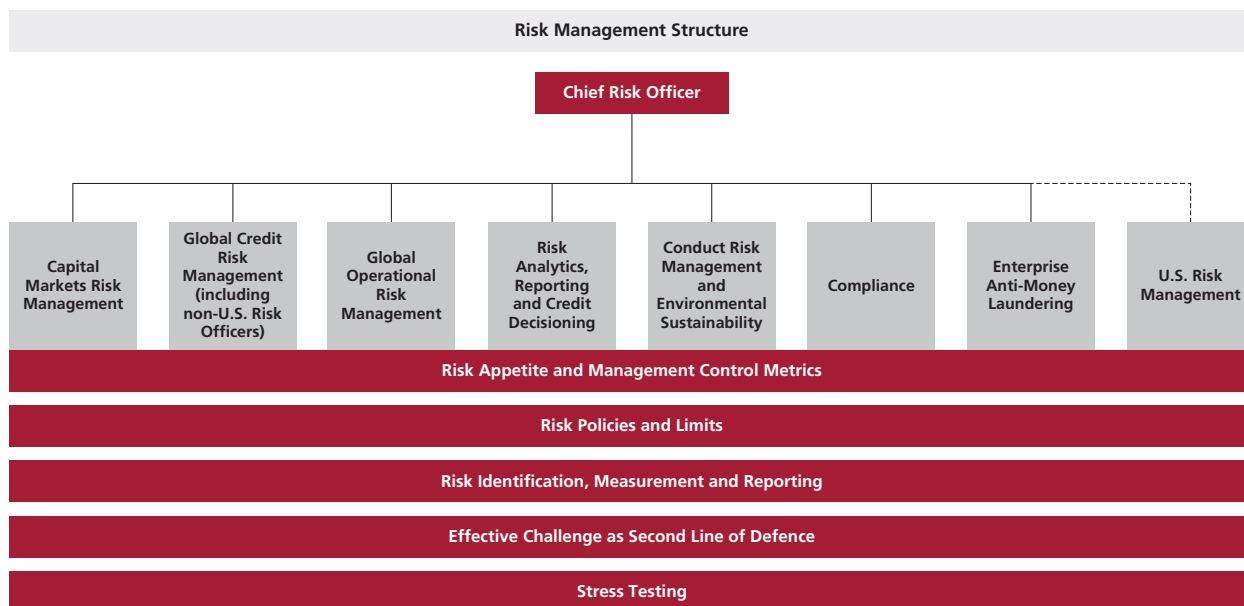 Risk Management Structure
Chief Risk Officer
Capital
Markets Risk
Management
Global Credit
Risk
Management
(including
non-U.S. Risk
Officers)
Global
Operational
Risk
Management
Risk
Analytics,
Reporting
and Credit
Decisioning
Conduct Risk
Management
and
Environmental
Sustainability
Compliance
Enterprise
Anti-Money
Laundering
U.S. Risk
Management
Risk Appetite and Management Control Metrics
Risk Policies and Limits
Risk Identification, Measurement and Reporting
Effective Challenge as Second Line of Defence
Stress Testing